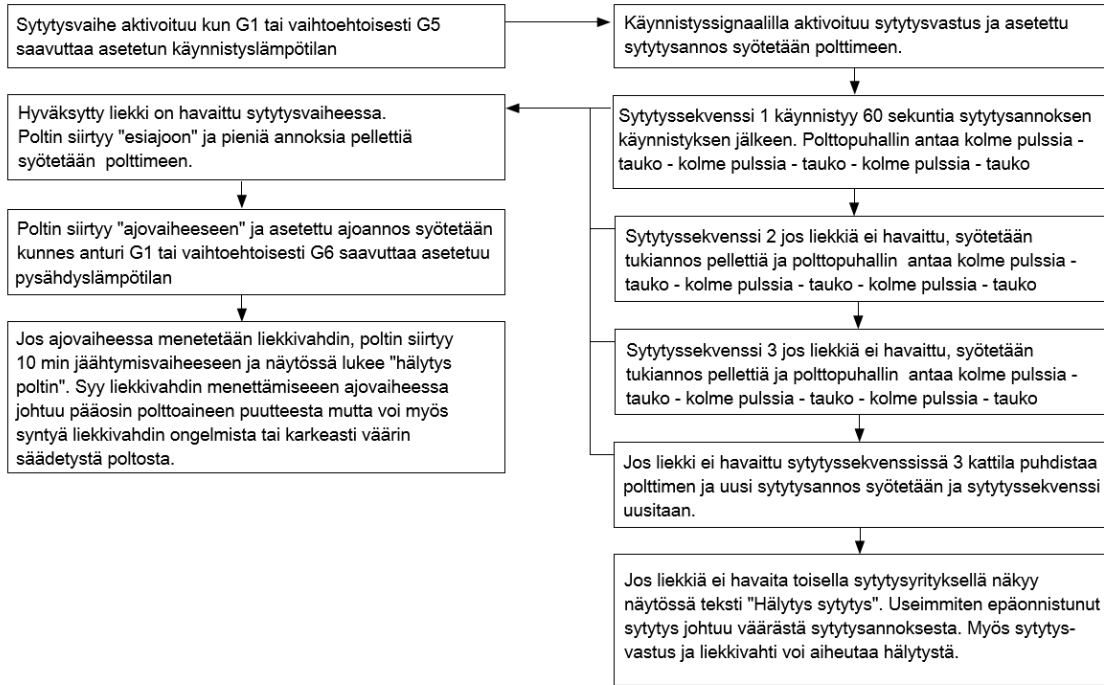 Sytytysvaihe aktivoituu kun G1 tai vaihtoehtoisesti G5
saavuttaa asetetun käynnistyslämpötilan
Käynnistyssignaalilla aktivoituu sytytysvastus ja asetettu
sytytysannos syötetään polttimeen.
Sytytyssekvenssi 1 käynnistyy 60 sekuntia sytytysannoksen
käynnistyksen jälkeen. Polttopuhallin antaa kolme pulssia -
tauko - kolme pulssia - tauko - kolme pulssia - tauko
Sytytyssekvenssi 2 jos liekkiä ei havaittu, syötetään
tukiannos pellettiä ja polttopuhallin antaa kolme pulssia -
tauko - kolme pulssia - tauko - kolme pulssia - tauko
Sytytyssekvenssi 3 jos liekkiä ei havaittu, syötetään
tukiannos pellettiä ja polttopuhallin antaa kolme pulssia -
tauko - kolme pulssia - tauko - kolme pulssia - tauko
Jos liekki ei havaittu sytytyssekvenssissä 3 kattila puhdistaa
polttimen ja uusi sytytysannos syötetään ja sytytyssekvenssi
uusitaan.
Jos liekkiä ei havaita toisella sytytysyrityksellä näkyy
näytössä teksti "Hälytys sytytys". Useimmiten epäonnistunut
sytytys johtuu väärästä sytytysannoksesta. Myös sytytys-
vastus ja liekkivahti voi aiheutaa hälytystä.
Hyväksytty liekki on havaittu sytytysvaiheessa.
Poltin siirtyy "esiajoon" ja pieniä annoksia pellettiä
syötetään polttimeen.
Poltin siirtyy "ajovaiheeseen" ja asetettu ajoannos syötetään
kunnes anturi G1 tai vaihtoehtoisesti G6 saavuttaa asetetuu
pysähdyslämpötilan
Jos ajovaiheessa menetetään liekkivahdin, poltin siirtyy
10 min jäähtymisvaiheeseen ja näytössä lukee "hälytys
poltin". Syy liekkivahdin menettämiseeen ajovaiheessa
johtuu pääosin polttoaineen puutteesta mutta voi myös
syntyä liekkivahdin ongelmista tai karkeasti väärin
säädetystä poltosta.